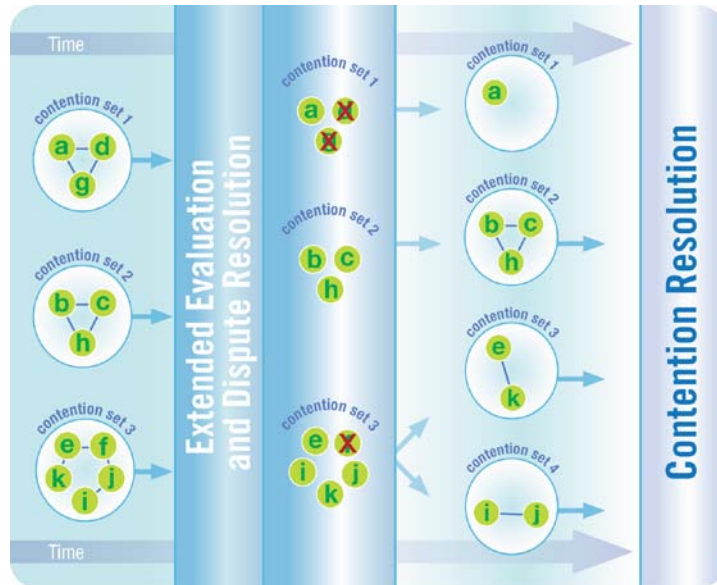 Time
contention set 1
a d
g
contention set 2
b c
h
contention set 3
e f
k j
i
Time
Extended Evaluation
and Dispute Resolution
contention set 1
a
contention set 2
b c
h
contention set 3
e
i j
k
contention set 1
a
contention set 2
b c
h
contention set 3
e
k
contention set 4
i j
Contention Resolution